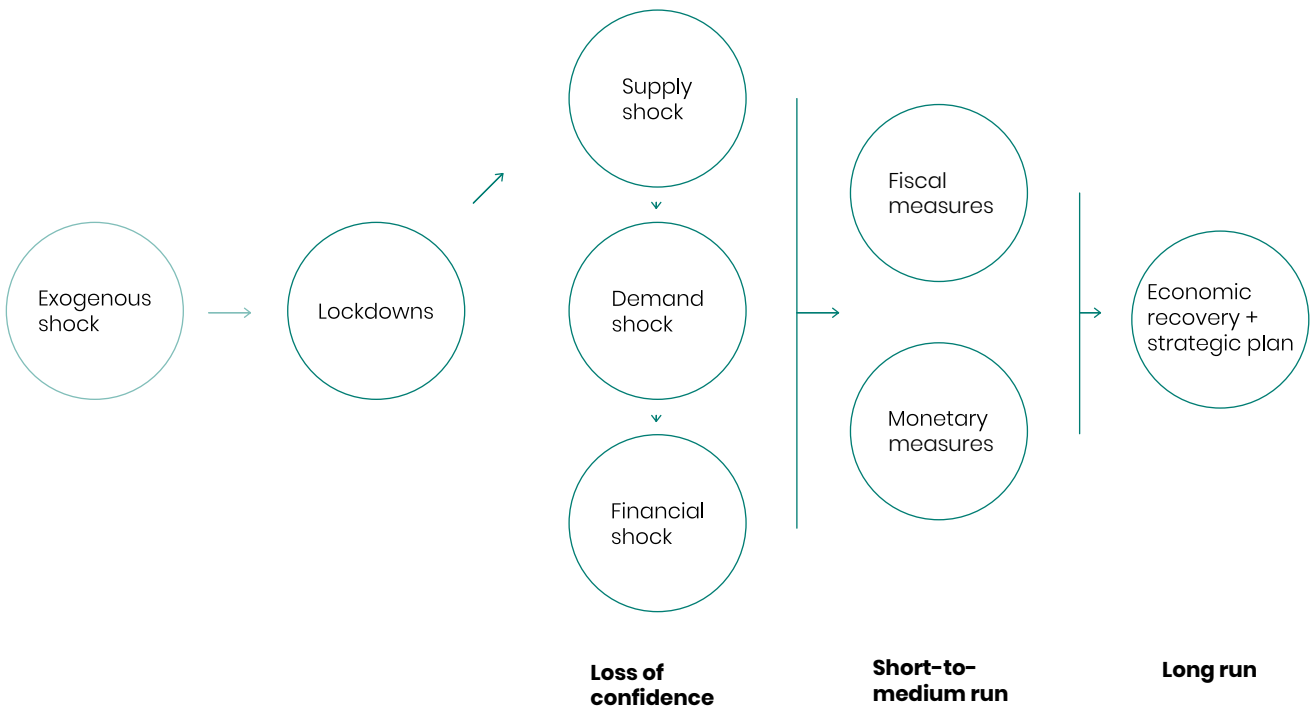 Exogenous
shock
Lockdowns
Supply
shock
Demand
shock
Financial
shock
Fiscal
measures
Monetary
measures
Economic
recovery +
strategic plan
Loss of
confidence
Short-to-
medium run
Long run